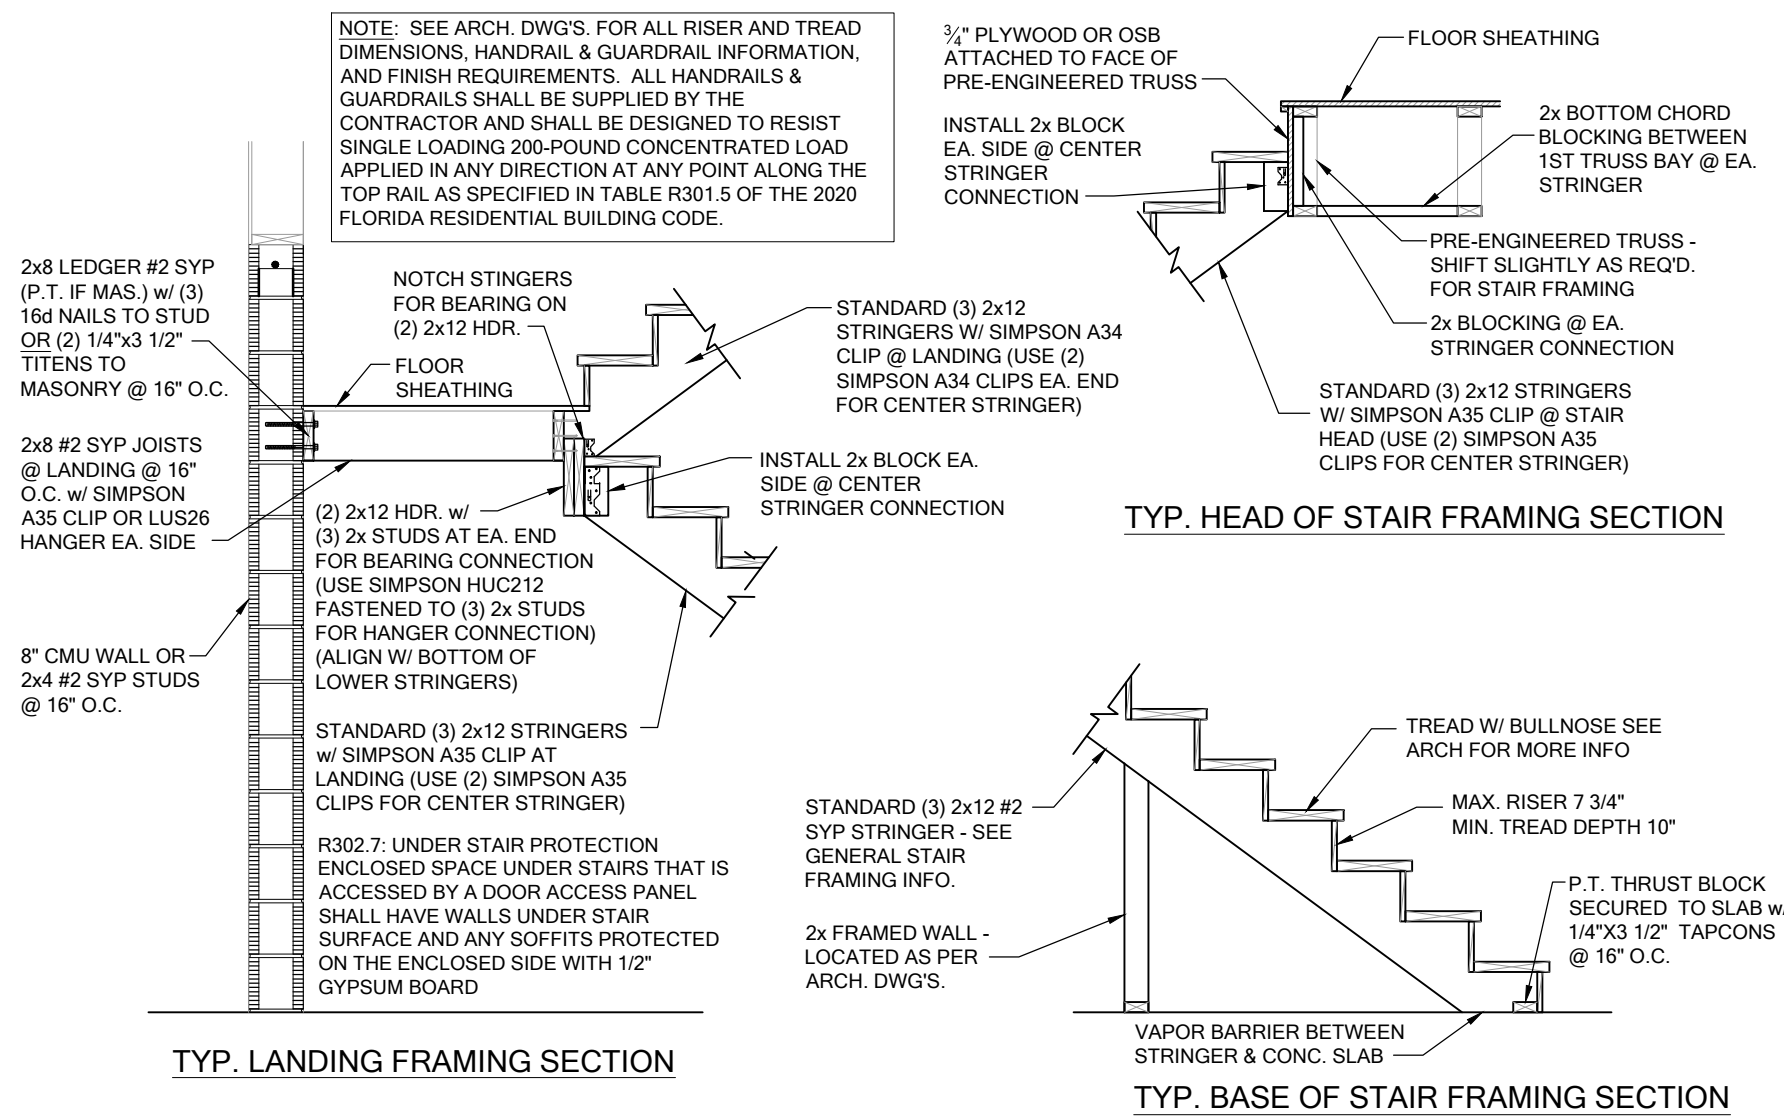 NOTE: SEE ARCH. DWG'S. FOR ALL RISER AND TREAD
DIMENSIONS, HANDRAIL & GUARDRAIL INFORMATION,
AND FINISH REQUIREMENTS. ALL HANDRAILS &
GUARDRAILS SHALL BE SUPPLIED BY THE
CONTRACTOR AND SHALL BE DESIGNED TO RESIST
SINGLE LOADING 200-POUND CONCENTRATED LOAD
APPLIED IN ANY DIRECTION AT ANY POINT ALONG THE
TOP RAIL AS SPECIFIED IN TABLE R301.5 OF THE 2020
FLORIDA RESIDENTIAL BUILDING CODE.
2x8 LEDGER #2 SYP
(P.T. IF MAS.) w/ (3)
16d NAILS TO STUD
OR (2) 1/4"x3 1/2"
TITENS TO
MASONRY @ 16" O.C.
2x8 #2 SYP JOISTS
@ LANDING @ 16"
O.C. w/ SIMPSON
A35 CLIP OR LUS26
HANGER EA. SIDE
8" CMU WALL OR
2x4 #2 SYP STUDS
@ 16" O.C.
NOTCH STINGERS
FOR BEARING ON
(2) 2x12 HDR.
FLOOR
SHEATHING
STANDARD (3) 2x12
STRINGERS W/ SIMPSON A34
CLIP @ LANDING (USE (2)
SIMPSON A34 CLIPS EA. END
FOR CENTER STRINGER)
INSTALL 2x BLOCK EA.
SIDE @ CENTER
STRINGER CONNECTION
(2) 2x12 HDR. w/
(3) 2x STUDS AT EA. END
FOR BEARING CONNECTION
(USE SIMPSON HUC212
FASTENED TO (3) 2x STUDS
FOR HANGER CONNECTION)
(ALIGN W/ BOTTOM OF
LOWER STRINGERS)
STANDARD (3) 2x12 STRINGERS
w/ SIMPSON A35 CLIP AT
LANDING (USE (2) SIMPSON A35
CLIPS FOR CENTER STRINGER)
R302.7: UNDER STAIR PROTECTION
ENCLOSED SPACE UNDER STAIRS THAT IS
ACCESSED BY A DOOR ACCESS PANEL
SHALL HAVE WALLS UNDER STAIR
SURFACE AND ANY SOFFITS PROTECTED
ON THE ENCLOSED SIDE WITH 1/2"
GYPSUM BOARD
TYP. LANDING FRAMING SECTION
3/4" PLYWOOD OR OSB
ATTACHED TO FACE OF
PRE-ENGINEERED TRUSS
INSTALL 2x BLOCK
EA. SIDE @ CENTER
STRINGER
CONNECTION
FLOOR SHEATHING
2x BOTTOM CHORD
BLOCKING BETWEEN
1ST TRUSS BAY @ EA.
STRINGER
PRE-ENGINEERED TRUSS -
SHIFT SLIGHTLY AS REQ'D.
FOR STAIR FRAMING
2x BLOCKING @ EA.
STRINGER CONNECTION
STANDARD (3) 2x12 STRINGERS
W/ SIMPSON A35 CLIP @ STAIR
HEAD (USE (2) SIMPSON A35
CLIPS FOR CENTER STRINGER)
TYP. HEAD OF STAIR FRAMING SECTION
TREAD W/ BULLNOSE SEE
ARCH FOR MORE INFO
MAX. RISER 7 3/4"
MIN. TREAD DEPTH 10"
STANDARD (3) 2x12 #2
SYP STRINGER - SEE
GENERAL STAIR
FRAMING INFO.
2x FRAMED WALL -
LOCATED AS PER
ARCH. DWG'S.
P.T. THRUST BLOCK
SECURED TO SLAB w/
1/4"X3 1/2" TAPCONS
@ 16" O.C.
VAPOR BARRIER BETWEEN
STRINGER & CONC. SLAB
TYP. BASE OF STAIR FRAMING SECTION